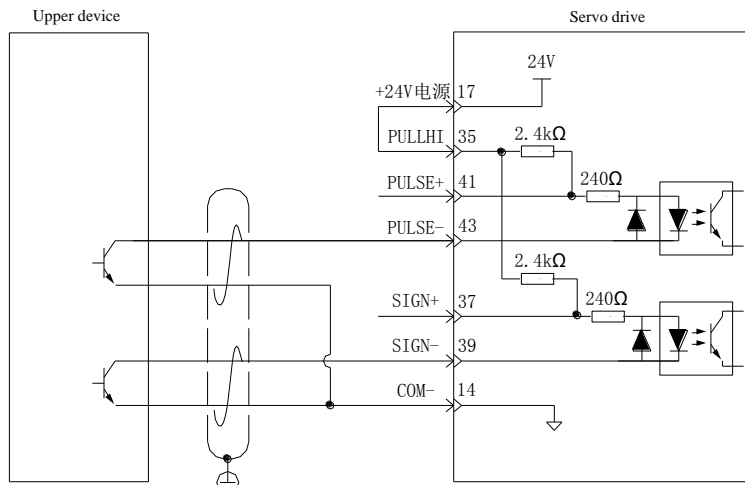 Upper device
Servo drive
24V
+24V电源 17
PULLHI 35
2.4kΩ
PULSE+ 41
240Ω
PULSE- 43
2.4kΩ
SIGN+ 37
240Ω
SIGN- 39
COM- 14